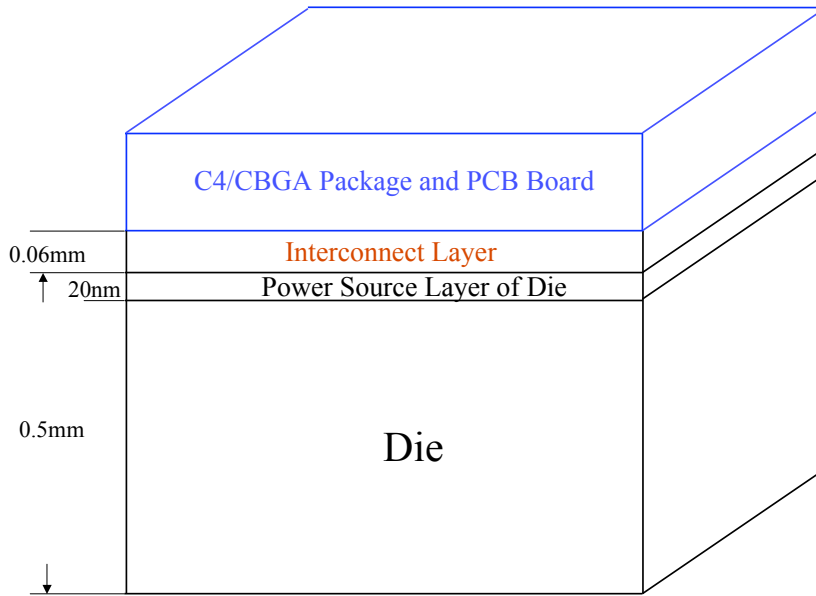 C4/CBGA Package and PCB Board
0.06mm
Interconnect Layer
20nm
Power Source Layer of Die
0.5mm
Die